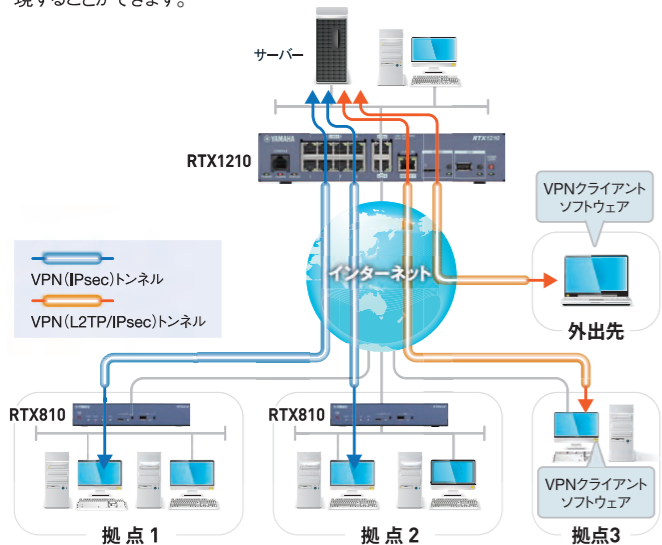 現することができます。
サーバー
YAMAHA
RTX1210
RTX1210
VPNクライアント
ソフトウェア
インターネット
外出先
VPN(IPsec)トンネル
VPN(L2TP/IPsec)トンネル
RTX810
RTX810
VPNクライアント
ソフトウェア
拠点1
拠点2
拠点3